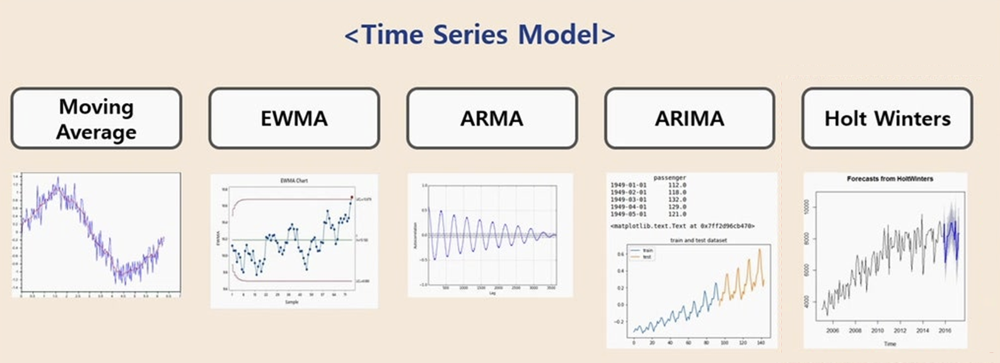 <Time Series Model>
Moving
Average
EWMA
ARMA
ARIMA
Holt Winters
EWMA Chart
EWMA
Sample
1.0
0.5
0.0
-0.5
-1.0
Autocorrelation
500 1000 1500 2000 2500 3000 3500
Lag
passenger
1949-01-01 112.0
1949-02-01 118.0
1949-03-01 132.0
1949-04-01 129.0
1949-05-01 121.0
<matplotlib.text.Text at 0x7ff2d96cb470>
train and test dataset
train
test
0.6
0.4
0.2
0.0
-0.2
0 20 40 60 80 100 120 140
Forecasts from HoltWinters
10000
8000
6000
4000
2006 2008 2010 2012 2014 2016
Time